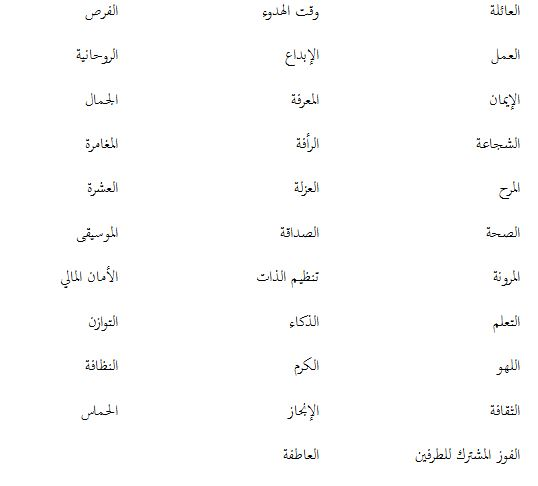 العائلة وقت الهدوء الفرص
العمل الإبداع الروحانية
الإيمان المعرفة الجمال
الشجاعة الرأفة المغامرة
المرح العزلة العشرة
الصحة الصداقة الموسيقى
المرونة تنظيم الذات الأمان المالي
التعلم الذكاء التوازن
اللهو الكرم النظافة
الثقافة الإنجاز الحماس
الفوز المشترك للطرفين العاطفة